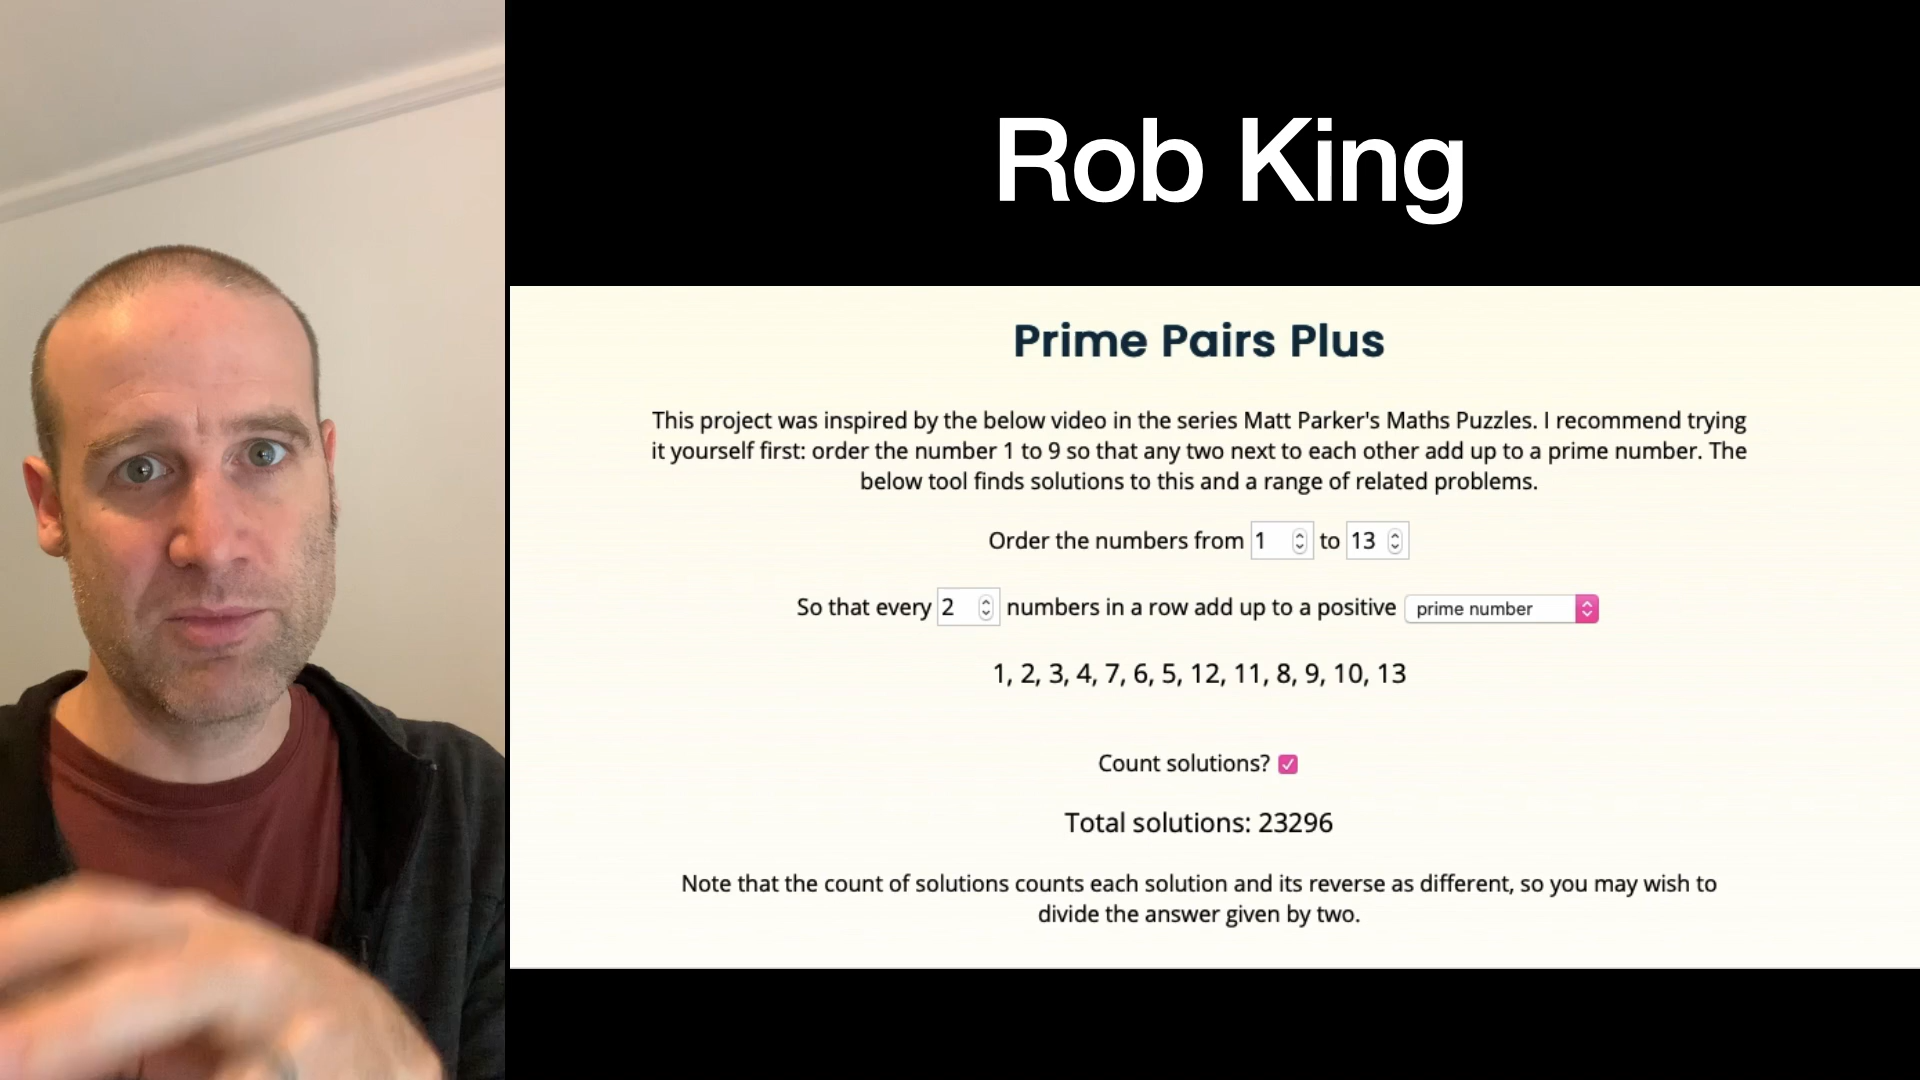 Rob King
Prime Pairs Plus
This project was inspired by the below video in the series Matt Parker's Maths Puzzles. I recommend trying
it yourself first: order the number 1 to 9 so that any two next to each other add up to a prime number. The
below tool finds solutions to this and a range of related problems.
Order the numbers from 1 to 13
So that every 2 numbers in a row add up to a positive prime number
1, 2, 3, 4, 7, 6, 5, 12, 11, 8, 9, 10, 13
Count solutions?
Total solutions: 23296
Note that the count of solutions counts each solution and its reverse as different, so you may wish to
divide the answer given by two.